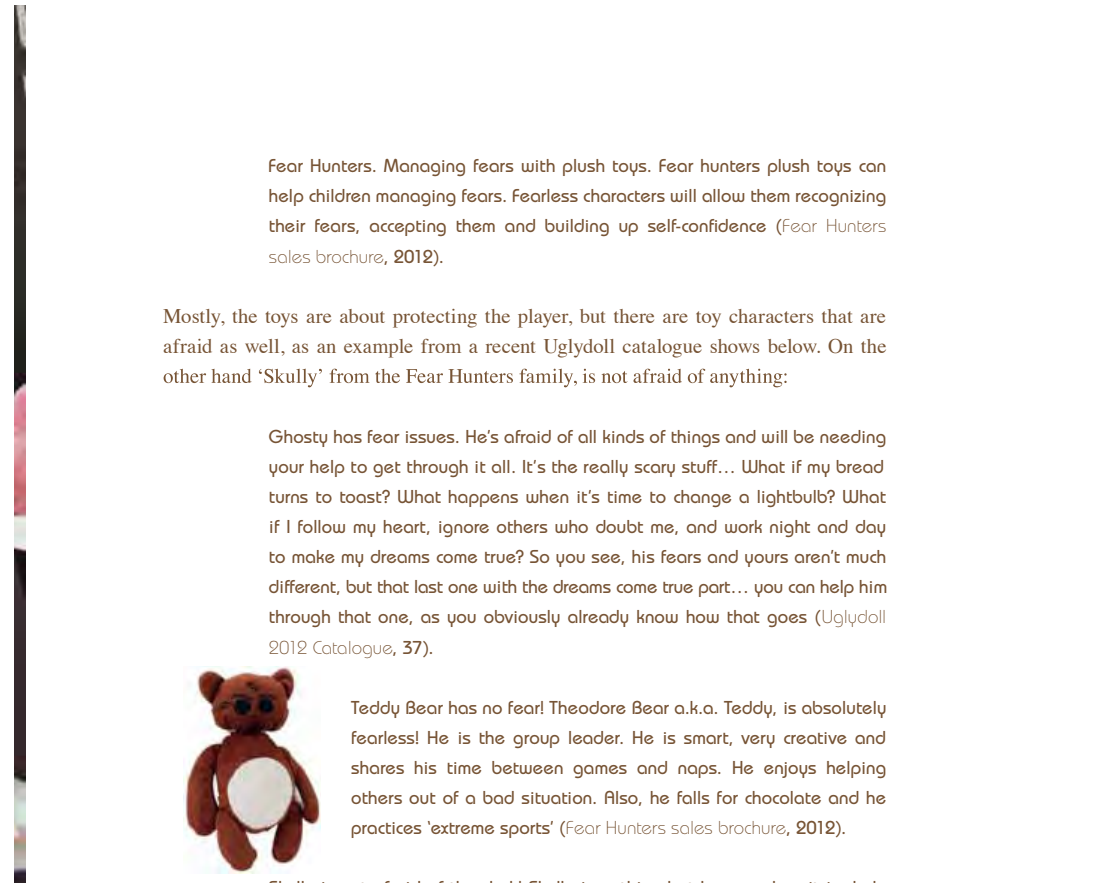 Fear Hunters. Managing fears with plush toys. Fear hunters plush toys can
help children managing fears. Fearless characters will allow them recognizing
their fears, accepting them and building up self-confidence (Fear Hunters
sales brochure, 2012).
Mostly, the toys are about protecting the player, but there are toy characters that are
afraid as well, as an example from a recent Uglydoll catalogue shows below. On the
other hand ‘Skully’ from the Fear Hunters family, is not afraid of anything:
Ghosty has fear issues. He’s afraid of all kinds of things and will be needing
your help to get through it all. It’s the really scary stuff… What if my bread
turns to toast? What happens when it’s time to change a lightbulb? What
if I follow my heart, ignore others who doubt me, and work night and day
to make my dreams come true? So you see, his fears and yours aren’t much
different, but that last one with the dreams come true part… you can help him
through that one, as you obviously already know how that goes (Uglydoll
2012 Catalogue, 37).
Teddy Bear has no fear! Theodore Bear a.k.a. Teddy, is absolutely
fearless! He is the group leader. He is smart, very creative and
shares his time between games and naps. He enjoys helping
others out of a bad situation. Also, he falls for chocolate and he
practices ‘extreme sports’ (Fear Hunters sales brochure, 2012).